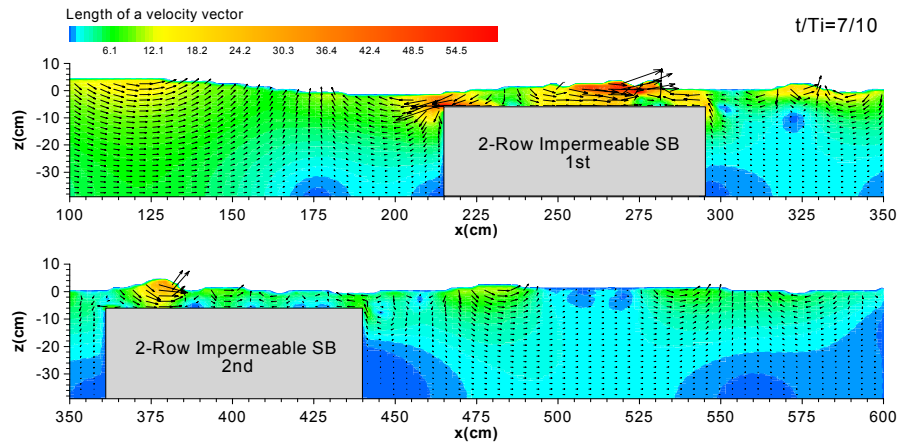 Length of a velocity vector
t/Ti=7/10
6.1 12.1 18.2 24.2 30.3 36.4 42.4 48.5 54.5
10
0
-10
-20
-30
z(cm)
2-Row Impermeable SB
1st
100 125 150 175 200 225 250 275 300 325 350
x(cm)
10
0
-10
-20
-30
z(cm)
2-Row Impermeable SB
2nd
350 375 400 425 450 475 500 525 550 575 600
x(cm)